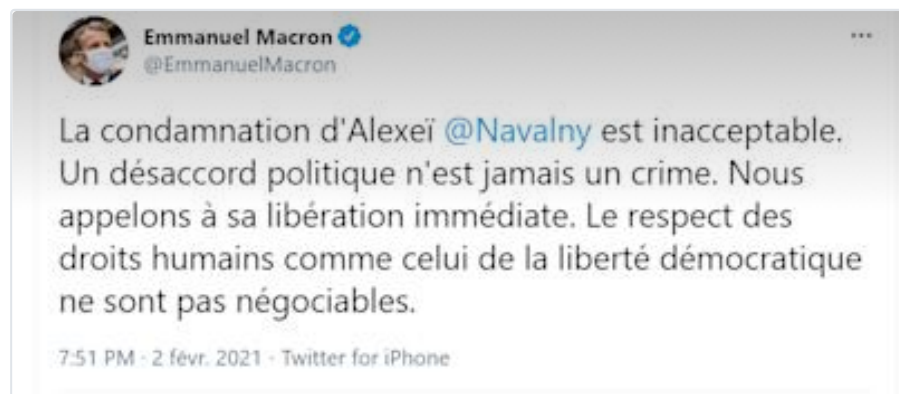 Emmanuel Macron
@EmmanuelMacron
La condamnation d'Alexeï @Navalny est inacceptable.
Un désaccord politique n'est jamais un crime. Nous
appelons à sa libération immédiate. Le respect des
droits humains comme celui de la liberté démocratique
ne sont pas négociables.
7:51 PM · 2 févr. 2021 · Twitter for iPhone